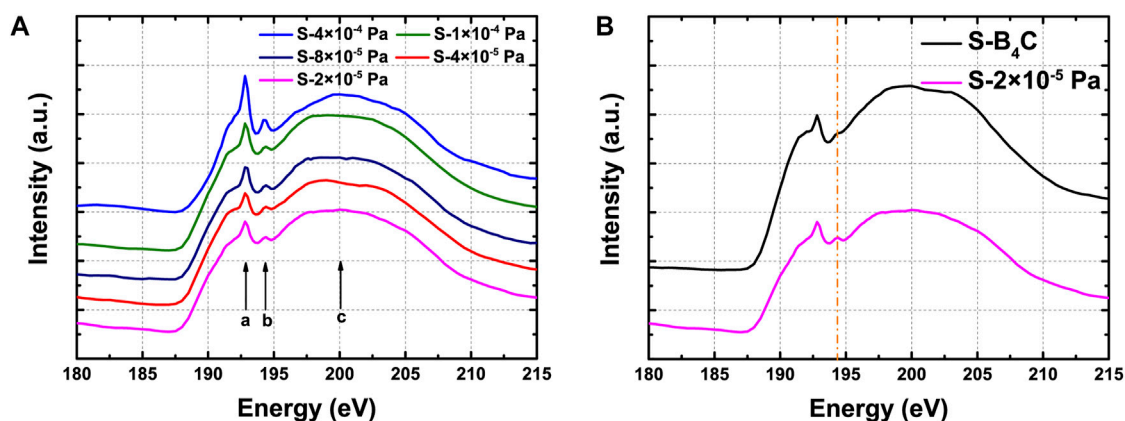 A
S-4×10⁻⁴ Pa
S-1×10⁻⁴ Pa
S-8×10⁻⁵ Pa
S-4×10⁻⁵ Pa
S-2×10⁻⁵ Pa
Intensity (a.u.)
a
b
c
180 185 190 195 200 205 210 215
Energy (eV)
B
S-B₄C
S-2×10⁻⁵ Pa
Intensity (a.u.)
180 185 190 195 200 205 210 215
Energy (eV)